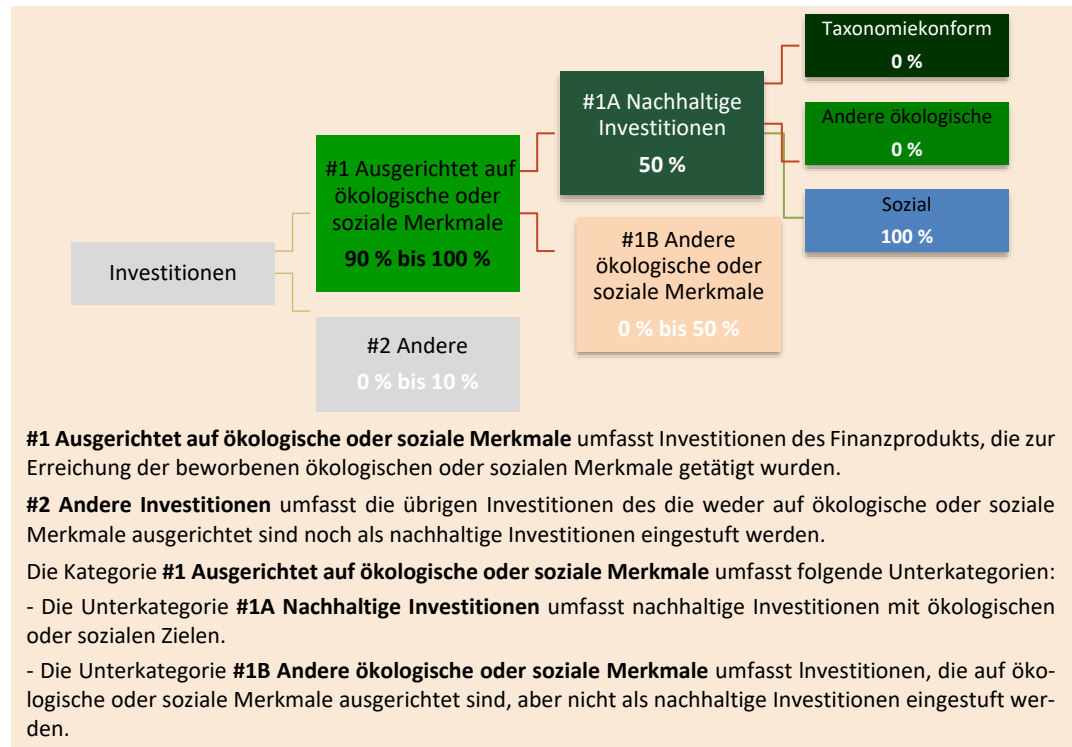 Investitionen
#1 Ausgerichtet auf
ökologische oder
soziale Merkmale
90 % bis 100 %
#2 Andere
0 % bis 10 %
#1A Nachhaltige
Investitionen
50 %
#1B Andere
ökologische oder
soziale Merkmale
0 % bis 50 %
Taxonomiekonform
0 %
Andere ökologische
0 %
Sozial
100 %
#1 Ausgerichtet auf ökologische oder soziale Merkmale umfasst Investitionen des Finanzprodukts, die zur
Erreichung der beworbenen ökologischen oder sozialen Merkmale getätigt wurden.
#2 Andere Investitionen umfasst die übrigen Investitionen des die weder auf ökologische oder soziale
Merkmale ausgerichtet sind noch als nachhaltige Investitionen eingestuft werden.
Die Kategorie #1 Ausgerichtet auf ökologische oder soziale Merkmale umfasst folgende Unterkategorien:
- Die Unterkategorie #1A Nachhaltige Investitionen umfasst nachhaltige Investitionen mit ökologischen
oder sozialen Zielen.
- Die Unterkategorie #1B Andere ökologische oder soziale Merkmale umfasst Investitionen, die auf öko-
logische oder soziale Merkmale ausgerichtet sind, aber nicht als nachhaltige Investitionen eingestuft wer-
den.